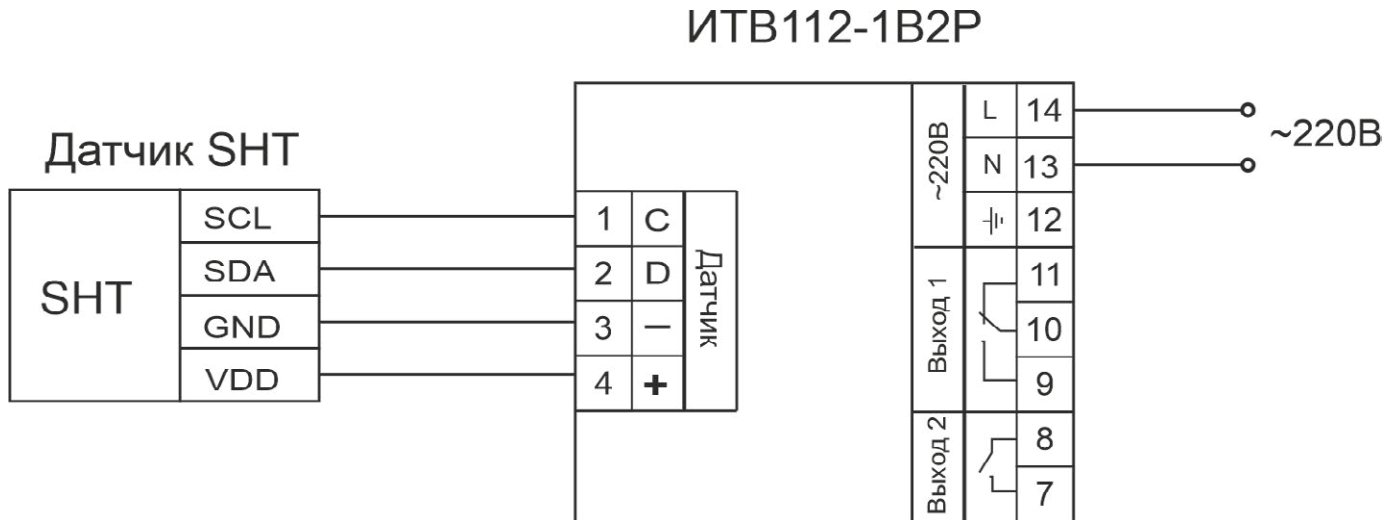 ИТВ112-1В2Р
Датчик SHT
SHT
SCL
SDA
GND
VDD
1 C
2 D
3 –
4 +
Датчик
~220В
L 14
N 13
12
~220В
Выход 1
11
10
9
Выход 2
8
7